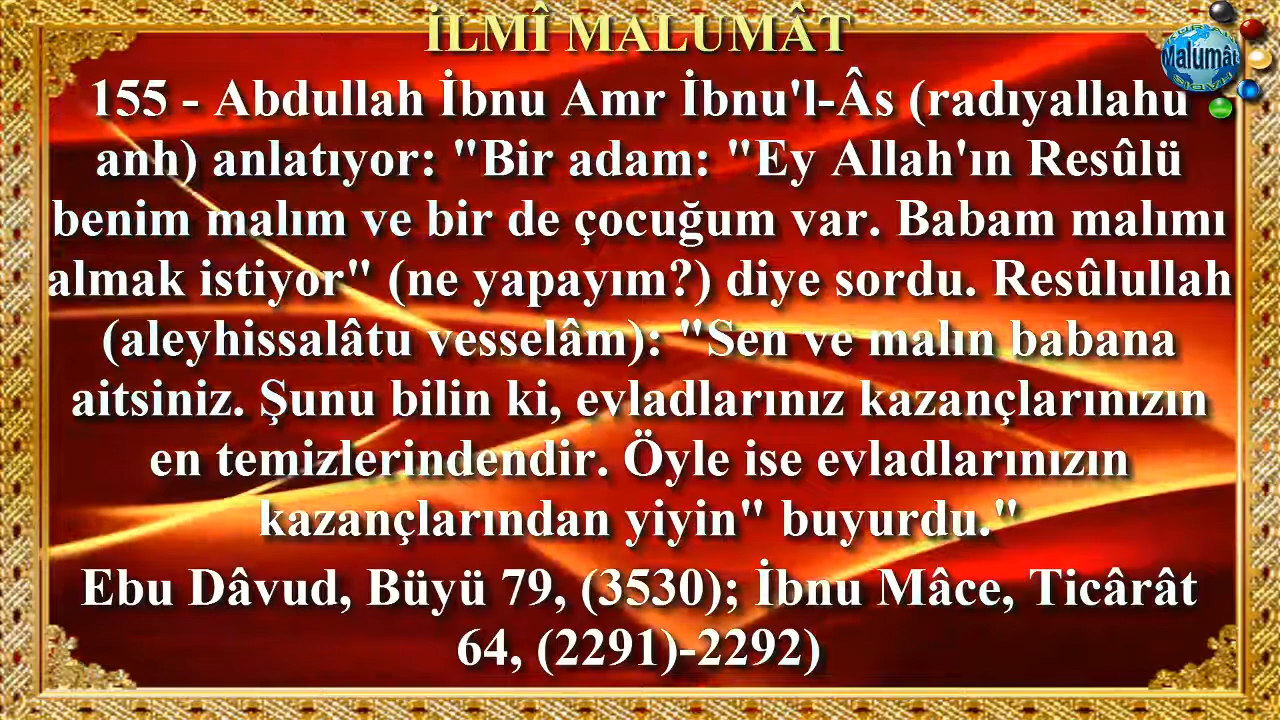 İLMÎ MALUMÂT
Malumât
155 - Abdullah İbnu Amr İbnu'l-Âs (radıyallahu
anh) anlatıyor: "Bir adam: "Ey Allah'ın Resûlü
benim malım ve bir de çocuğum var. Babam malımı
almak istiyor" (ne yapayım?) diye sordu. Resûlullah
(aleyhissalâtu vesselâm): "Sen ve malın babana
aitsiniz. Şunu bilin ki, evladlarınız kazançlarınızın
en temizlerindendir. Öyle ise evladlarınızın
kazançlarından yiyin" buyurdu."
Ebu Dâvud, Büyü 79, (3530); İbnu Mâce, Ticârât
64, (2291)-2292)